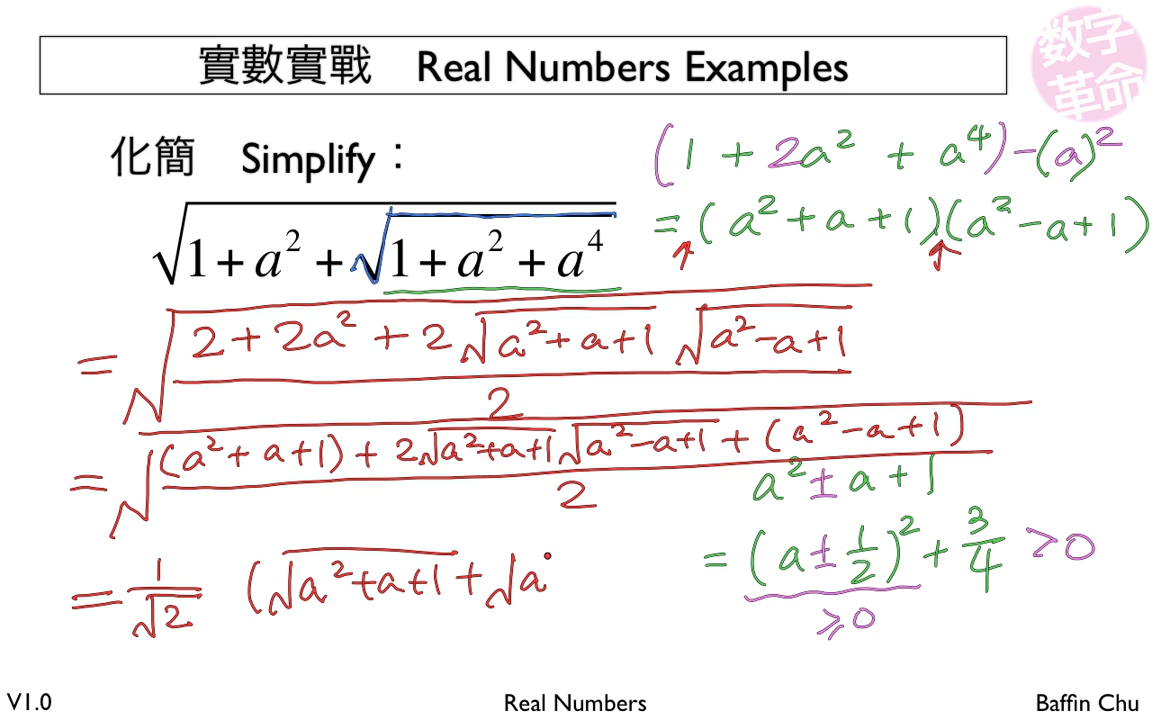 實數實戰 Real Numbers Examples
数字
革命
化簡 Simplify：
√(1+a²+√(1+a²+a⁴))
(1 + 2a² + a⁴)-(a)²
=(a²+a+1)(a²-a+1)
= √((2+2a²+2√(a²+a+1) √(a²-a+1))/2)
= √(((a²+a+1)+2√(a²+a+1)√(a²-a+1)+(a²-a+1))/2)
a²±a+1
=(a±1/2)²+3/4>0
≥0
= 1/√2 (√(a²+a+1)+√a
V1.0 Real Numbers Baffin Chu